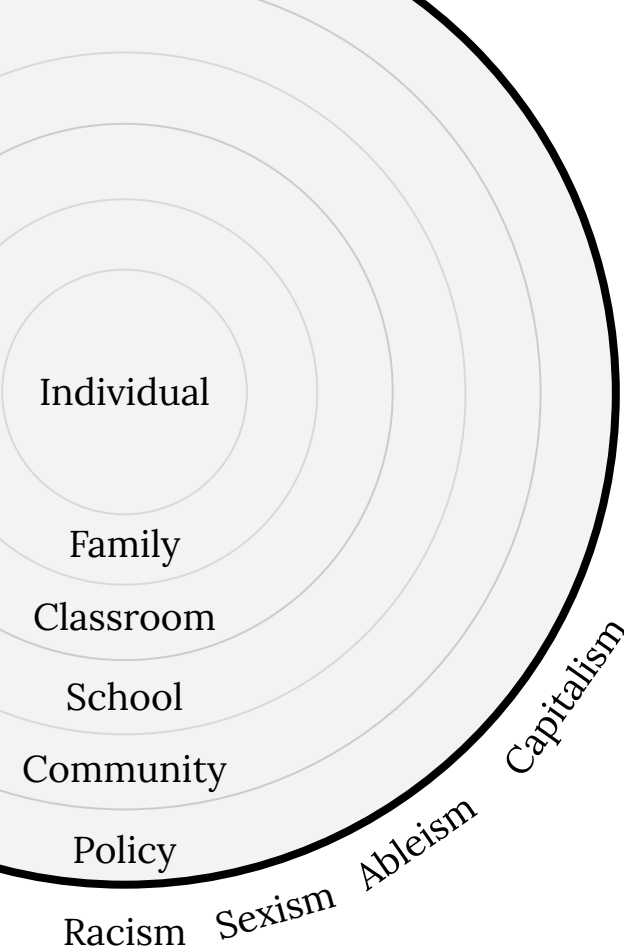 Individual
Family
Classroom
School
Community
Policy
Racism
Sexism
Ableism
Capitalism